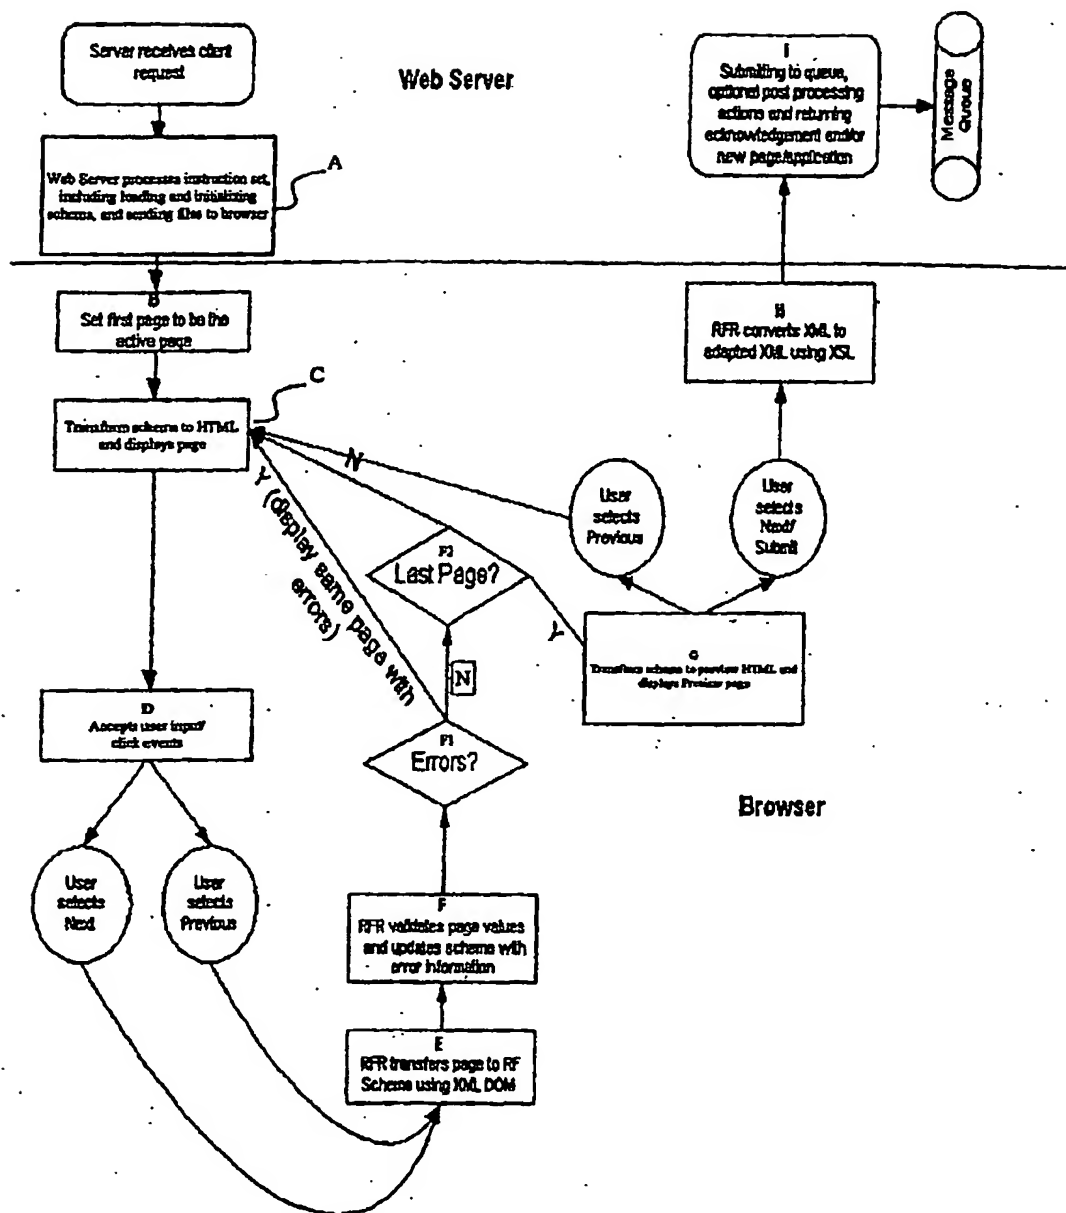 Server receives client
request
Web Server
Web Server processes instruction set,
including loading and initializing
schema, and sending files to browser
A
I
Submitting to queue,
optional post processing
actions and returning
acknowledgement and/or
new page/application
Message
Queue
B
Set first page to be the
active page
H
RFR converts XML to
adapted XML using XSL
C
Transform schema to HTML
and displays page
N
Y (display same page with
errors)
User
selects
Previous
User
selects
Next/
Submit
F2
Last Page?
Y
N
G
Transform schema to preview HTML and
displays Preview page
D
Accepts user input/
click events
F1
Errors?
Browser
User
selects
Next
User
selects
Previous
F
RFR validates page values
and updates schema with
error information
E
RFR transfers page to RF
Schema using XML DOM